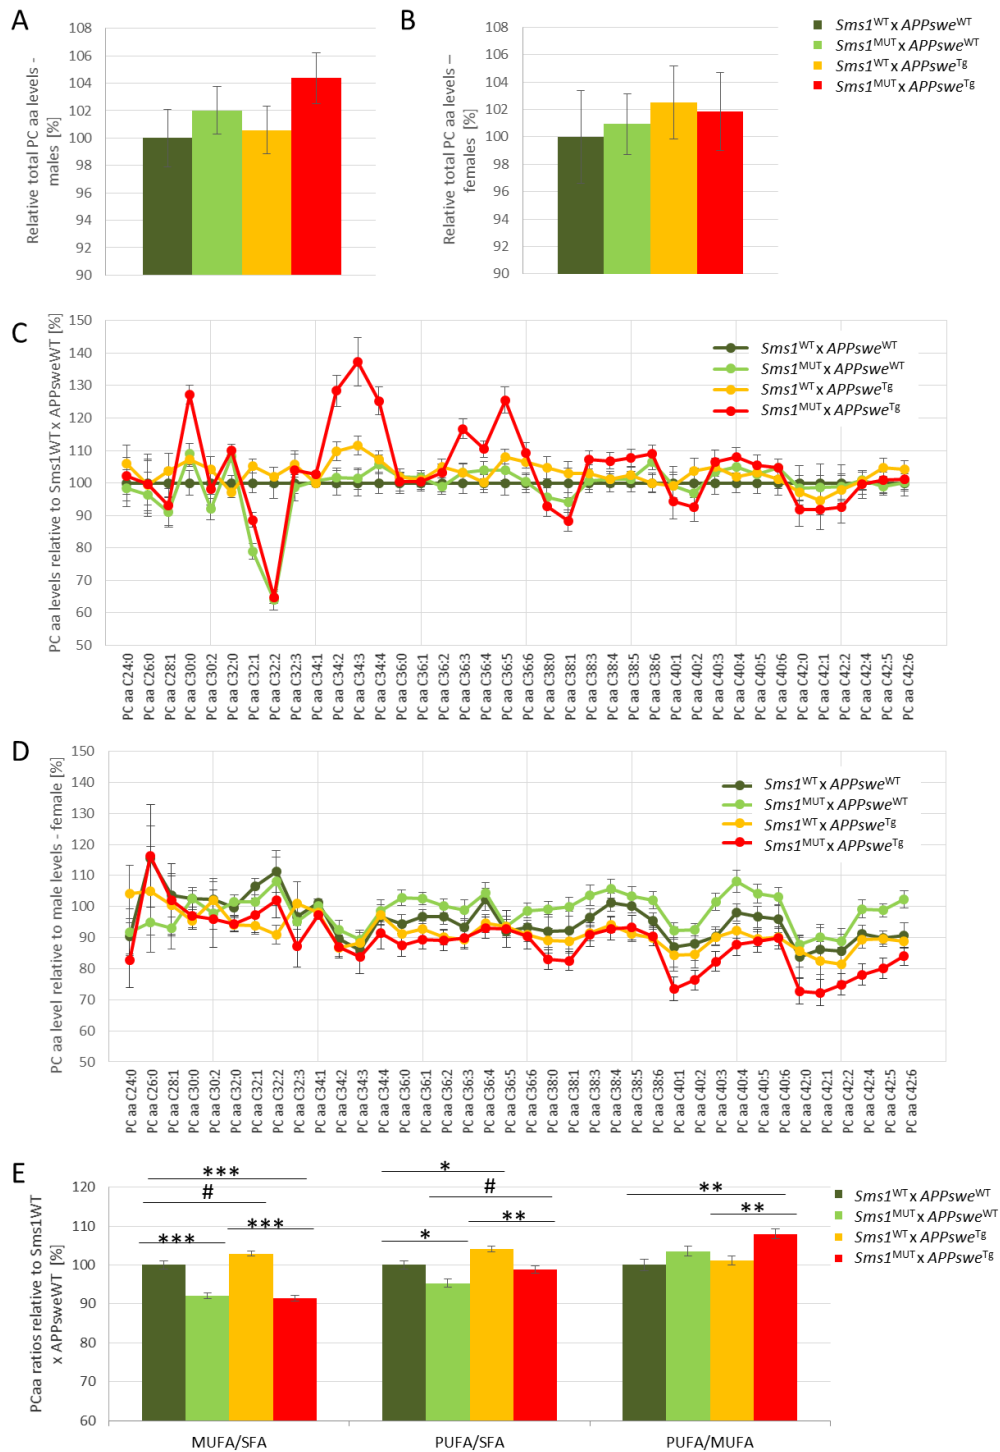 A
Relative total PC aa levels -
males [%]
108
106
104
102
100
98
96
94
92
90
B
Relative total PC aa levels –
females [%]
108
106
104
102
100
98
96
94
92
90
Sms1WT x APPsweWT
Sms1MUT x APPsweWT
Sms1WT x APPsweTg
Sms1MUT x APPsweTg
C
PC aa levels relative to Sms1WT x APPsweWT [%]
150
140
130
120
110
100
90
80
70
60
50
Sms1WT x APPsweWT
Sms1MUT x APPsweWT
Sms1WT x APPsweTg
Sms1MUT x APPsweTg
PC aa C24:0
PC aa C26:0
PC aa C28:1
PC aa C30:0
PC aa C30:2
PC aa C32:0
PC aa C32:1
PC aa C32:2
PC aa C32:3
PC aa C34:1
PC aa C34:2
PC aa C34:3
PC aa C34:4
PC aa C36:0
PC aa C36:1
PC aa C36:2
PC aa C36:3
PC aa C36:4
PC aa C36:5
PC aa C36:6
PC aa C38:0
PC aa C38:1
PC aa C38:3
PC aa C38:4
PC aa C38:5
PC aa C38:6
PC aa C40:1
PC aa C40:2
PC aa C40:3
PC aa C40:4
PC aa C40:5
PC aa C40:6
PC aa C42:0
PC aa C42:1
PC aa C42:2
PC aa C42:4
PC aa C42:5
PC aa C42:6
D
PC aa level relative to male levels - female [%]
150
140
130
120
110
100
90
80
70
60
50
Sms1WT x APPsweWT
Sms1MUT x APPsweWT
Sms1WT x APPsweTg
Sms1MUT x APPsweTg
PC aa C24:0
PC aa C26:0
PC aa C28:1
PC aa C30:0
PC aa C30:2
PC aa C32:0
PC aa C32:1
PC aa C32:2
PC aa C32:3
PC aa C34:1
PC aa C34:2
PC aa C34:3
PC aa C34:4
PC aa C36:0
PC aa C36:1
PC aa C36:2
PC aa C36:3
PC aa C36:4
PC aa C36:5
PC aa C36:6
PC aa C38:0
PC aa C38:1
PC aa C38:3
PC aa C38:4
PC aa C38:5
PC aa C38:6
PC aa C40:1
PC aa C40:2
PC aa C40:3
PC aa C40:4
PC aa C40:5
PC aa C40:6
PC aa C42:0
PC aa C42:1
PC aa C42:2
PC aa C42:4
PC aa C42:5
PC aa C42:6
E
PCaa ratios relative to Sms1WT
x APPsweWT [%]
120
110
100
90
80
70
60
***
#
*** ***
*
#
* **
**
**
Sms1WT x APPsweWT
Sms1MUT x APPsweWT
Sms1WT x APPsweTg
Sms1MUT x APPsweTg
MUFA/SFA
PUFA/SFA
PUFA/MUFA